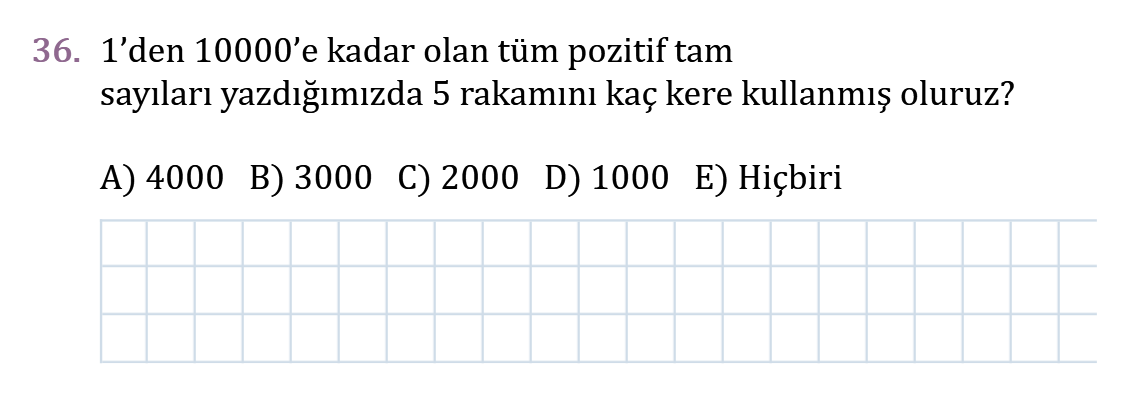 36. 1’den 10000’e kadar olan tüm pozitif tam
sayıları yazdığımızda 5 rakamını kaç kere kullanmış oluruz?
A) 4000 B) 3000 C) 2000 D) 1000 E) Hiçbiri